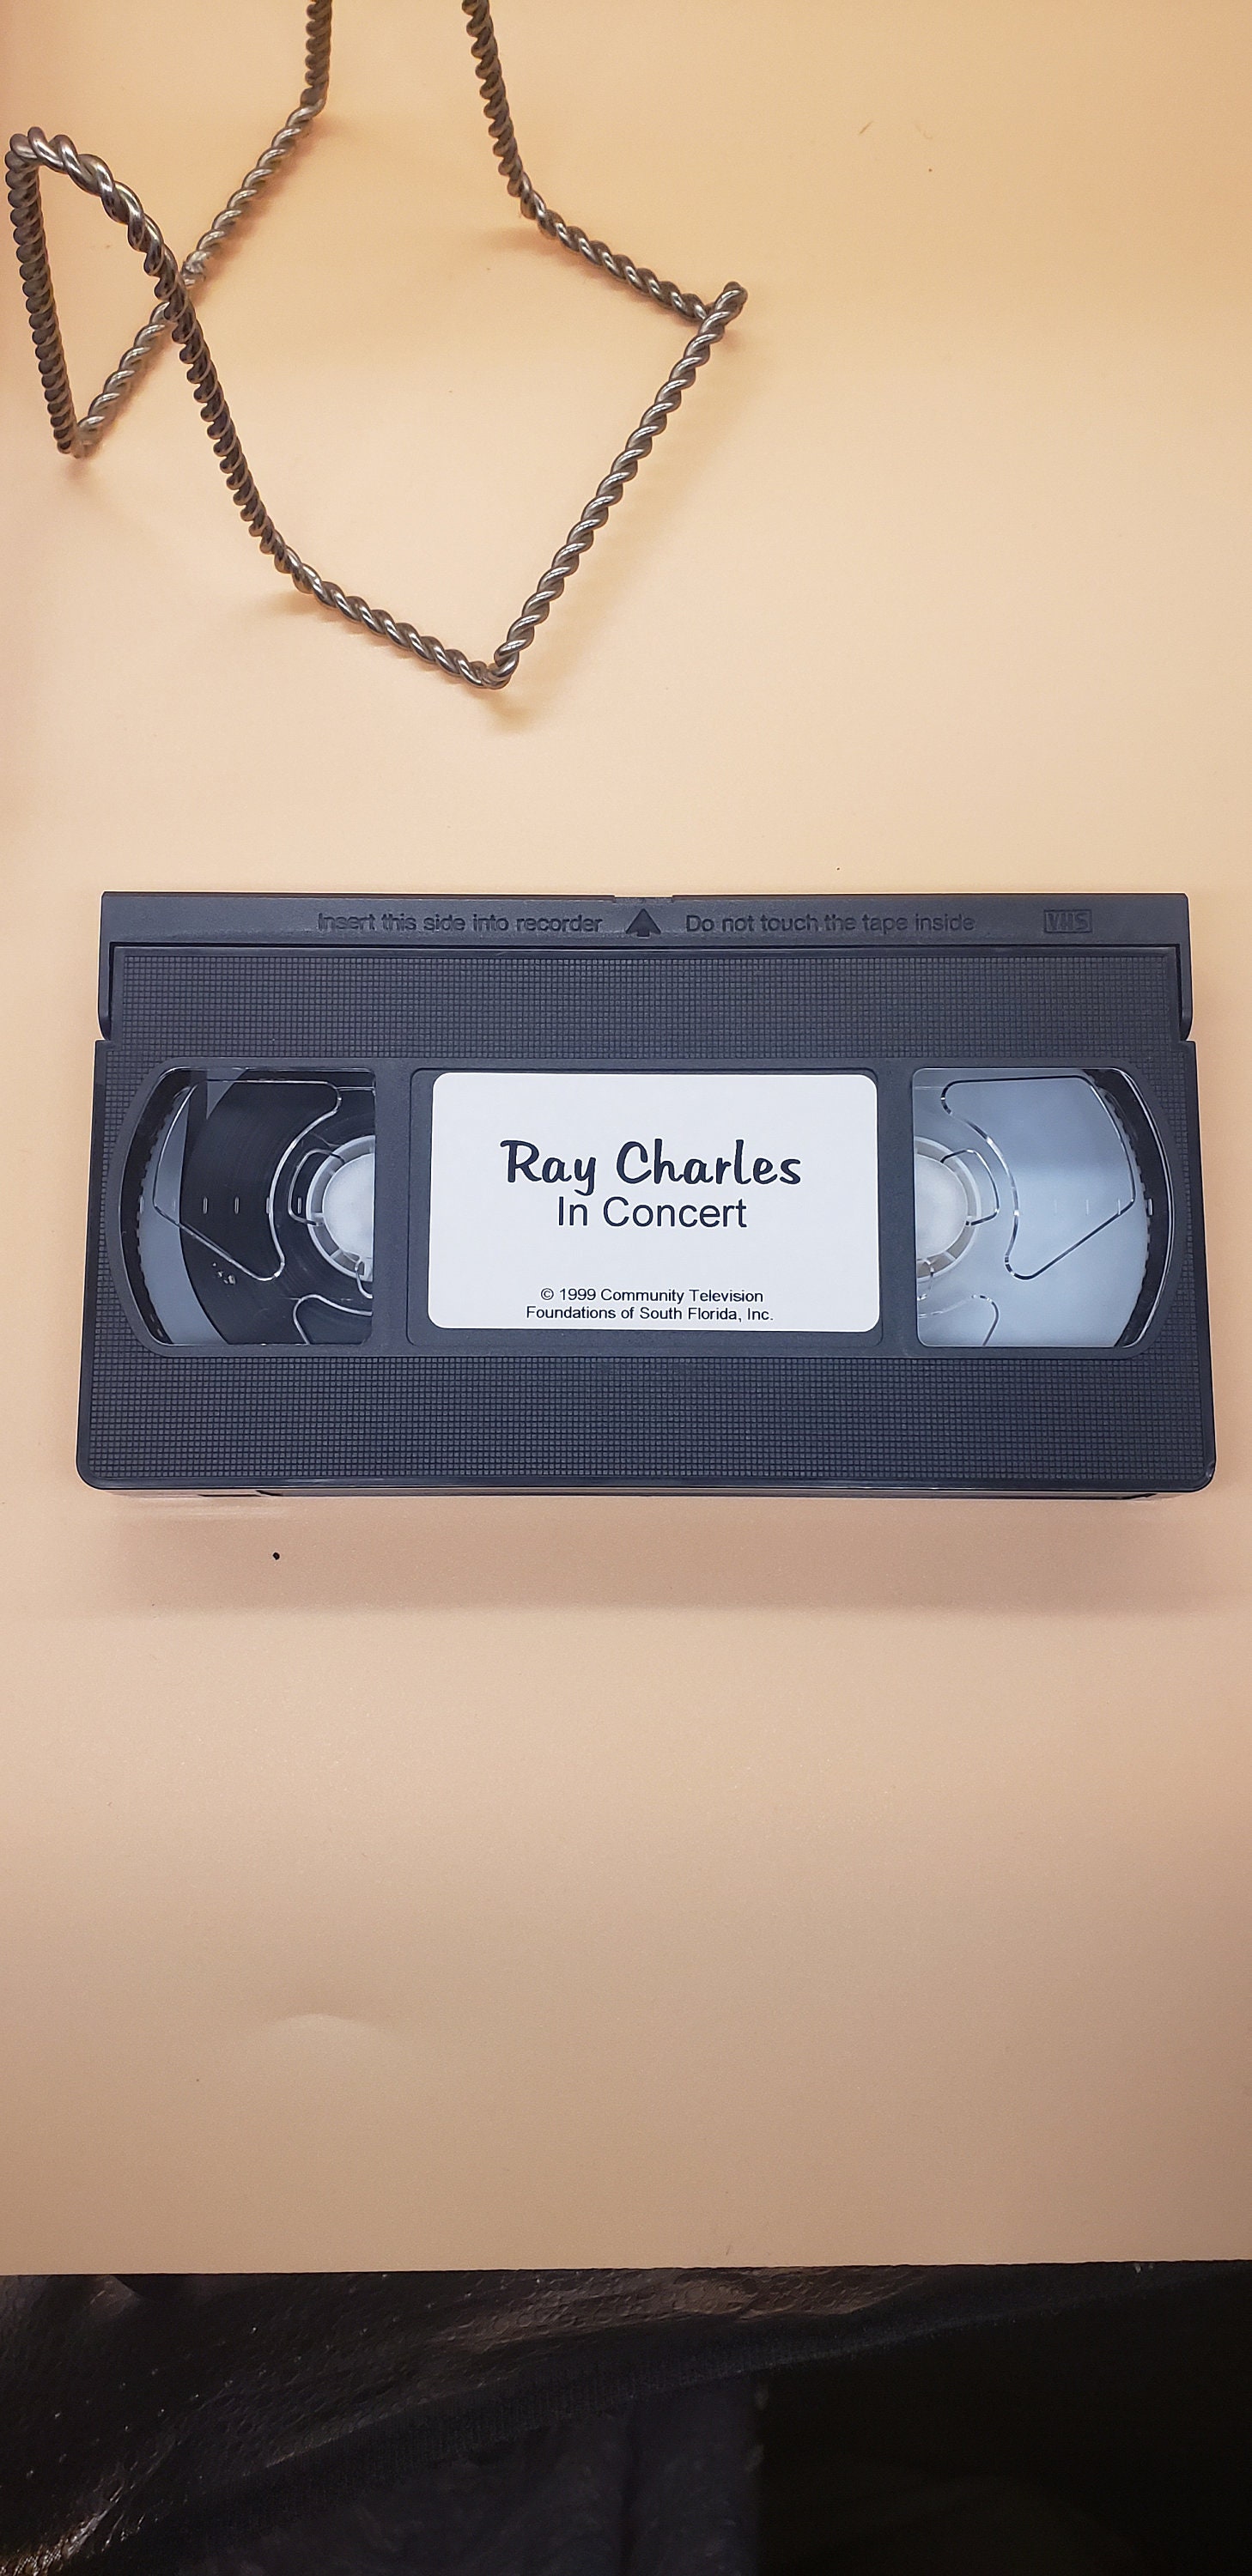 Insert this side into recorder ▲ Do not touch the tape inside VHS
Ray Charles
In Concert
© 1999 Community Television
Foundations of South Florida, Inc.